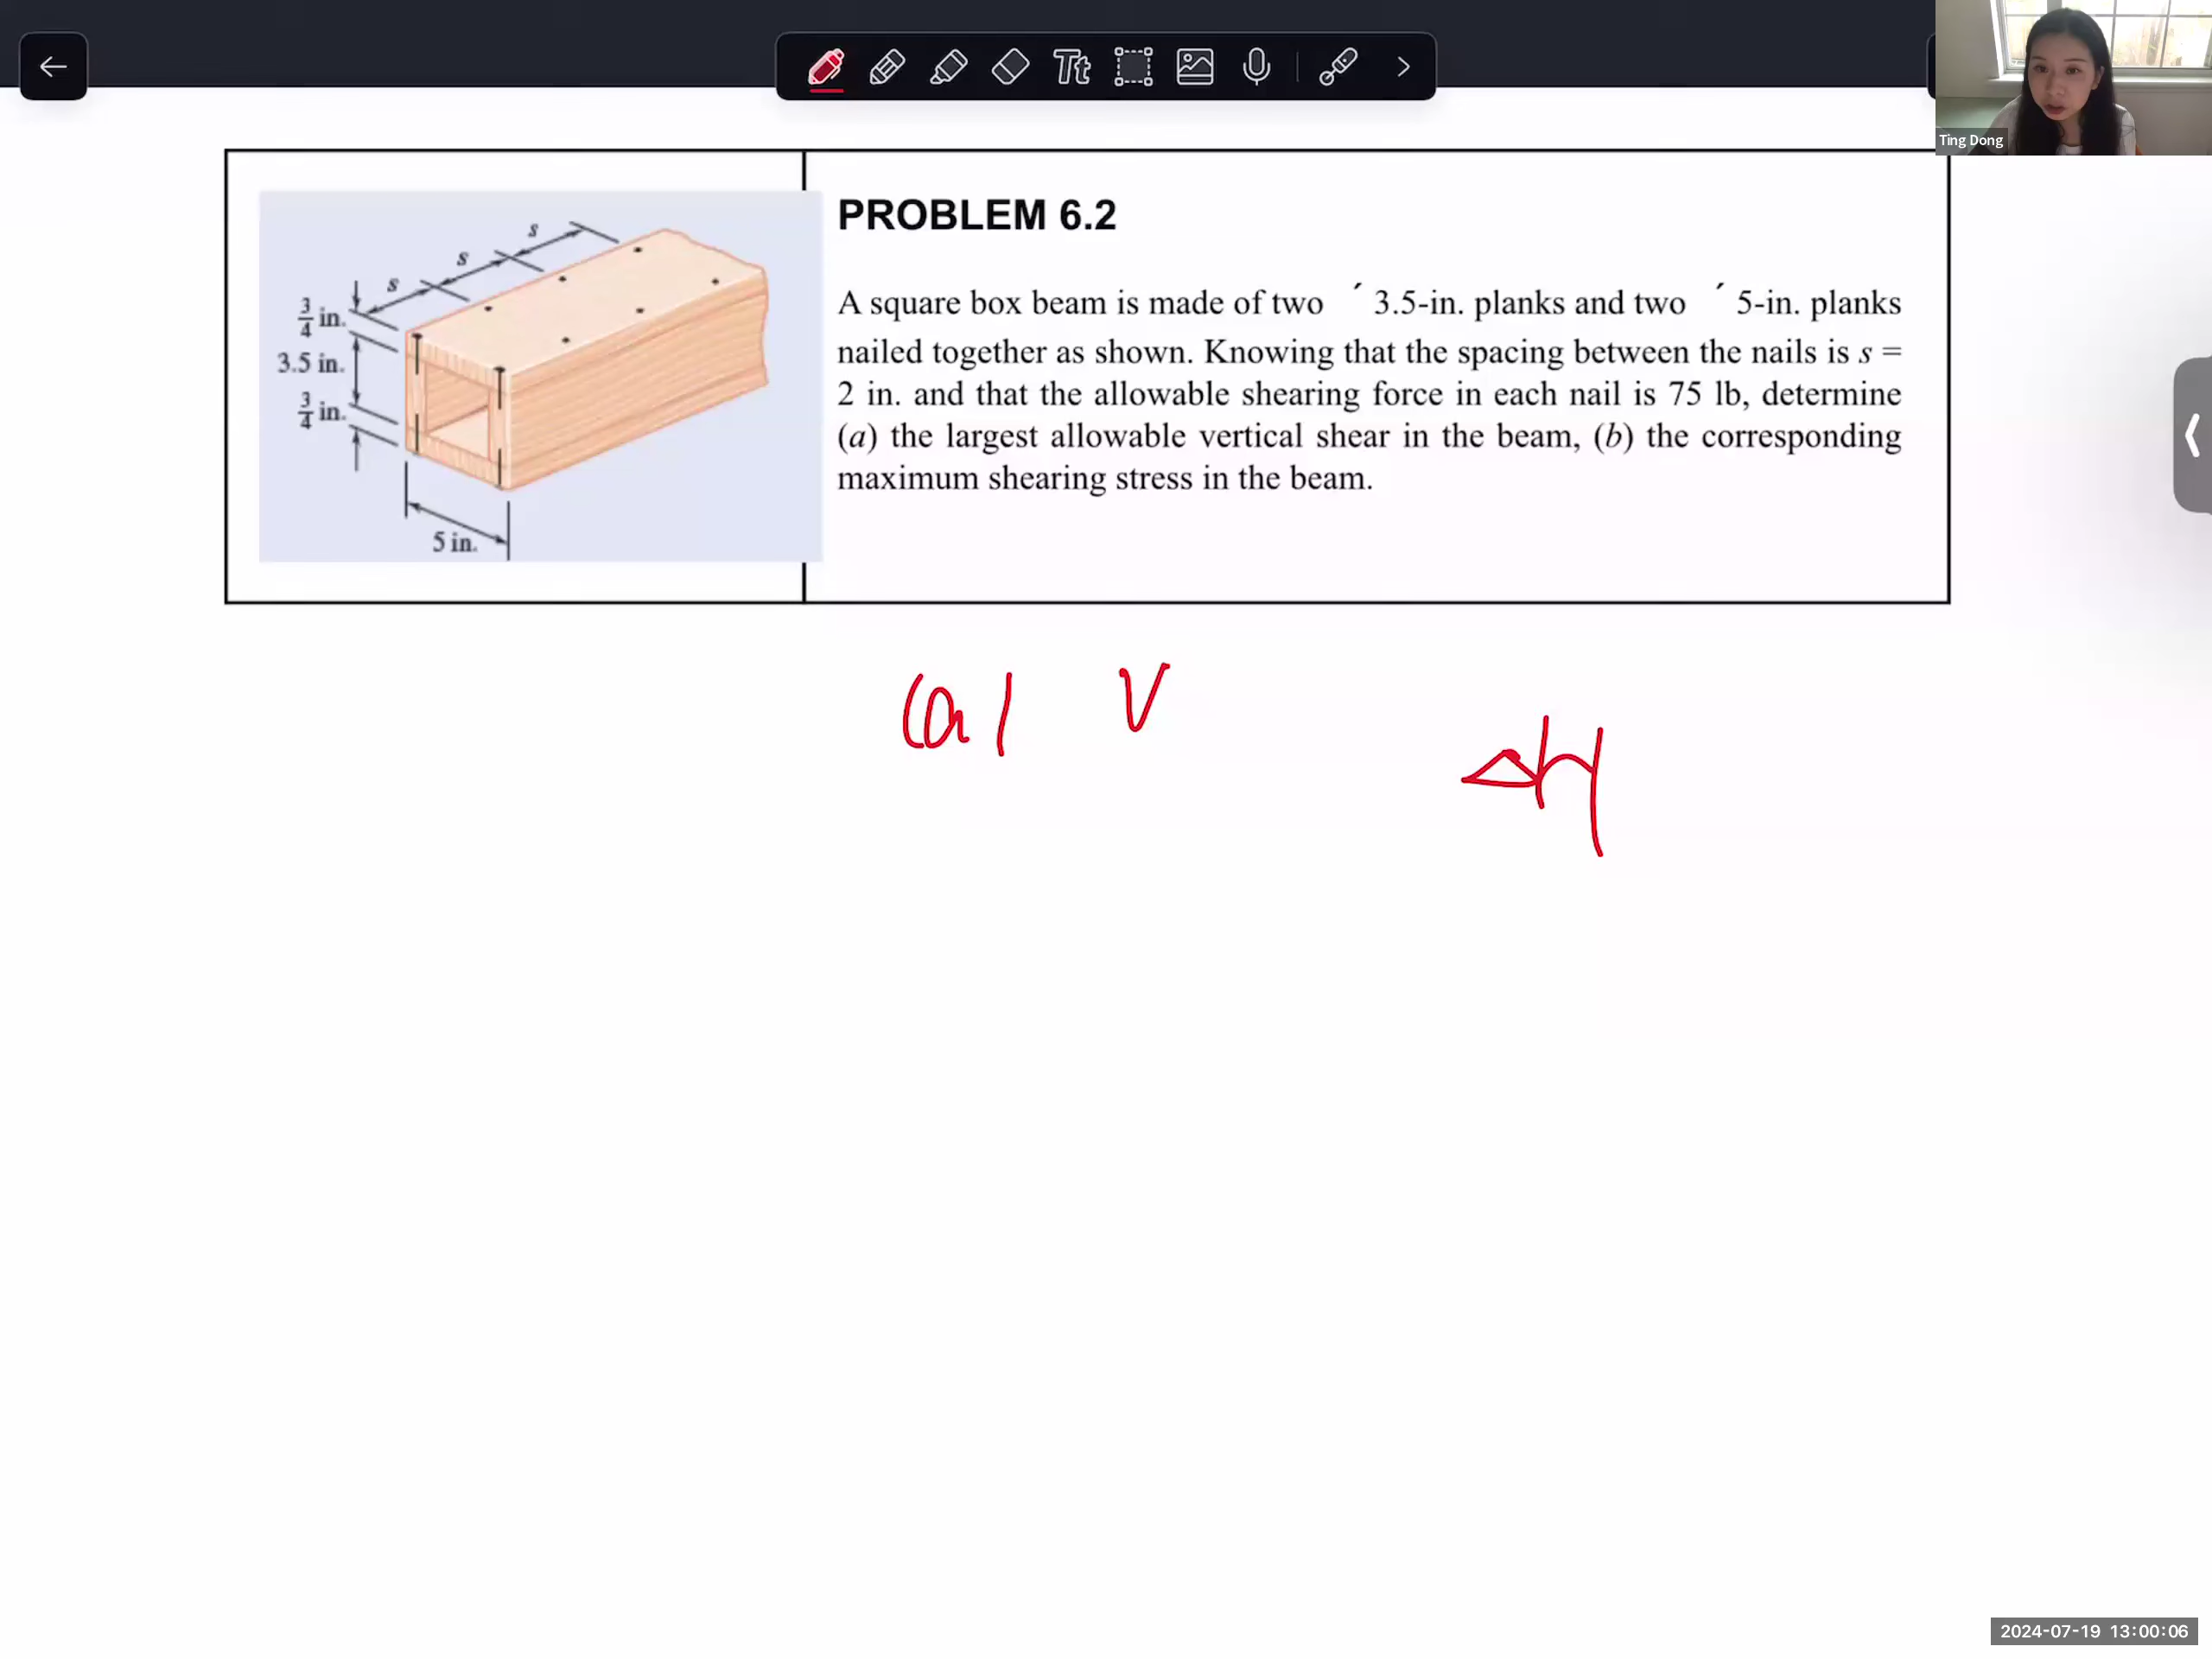 Tt
Ting Dong
PROBLEM 6.2
A square box beam is made of two ´ 3.5-in. planks and two ´ 5-in. planks
nailed together as shown. Knowing that the spacing between the nails is s =
2 in. and that the allowable shearing force in each nail is 75 lb, determine
(a) the largest allowable vertical shear in the beam, (b) the corresponding
maximum shearing stress in the beam.
s
s
s
3/4 in.
3.5 in.
3/4 in.
5 in.
(a) V
ΔH
2024-07-19 13:00:06